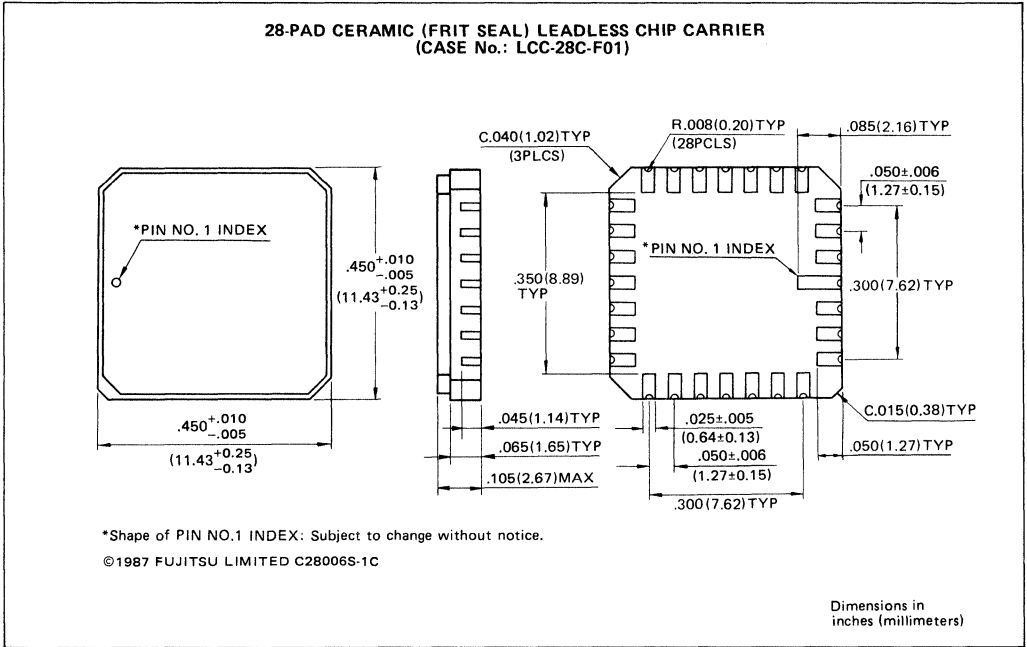 28-PAD CERAMIC (FRIT SEAL) LEADLESS CHIP CARRIER
(CASE No.: LCC-28C-F01)
C.040(1.02)TYP
(3PLCS)
R.008(0.20)TYP
(28PCLS)
.085(2.16) TYP
.050±.006
(1.27±0.15)
*PIN NO. 1 INDEX
.450+.010
-.005
(11.43+0.25
-0.13)
.350(8.89)
TYP
*PIN NO. 1 INDEX
.300(7.62) TYP
.450+.010
-.005
(11.43+0.25
-0.13)
.045(1.14)TYP
.065(1.65)TYP
.105(2.67)MAX
.025±.005
(0.64±0.13)
.050±.006
(1.27±0.15)
.300(7.62) TYP
C.015(0.38)TYP
.050(1.27)TYP
*Shape of PIN NO.1 INDEX: Subject to change without notice.
©1987 FUJITSU LIMITED C28006S-1C
Dimensions in
inches (millimeters)